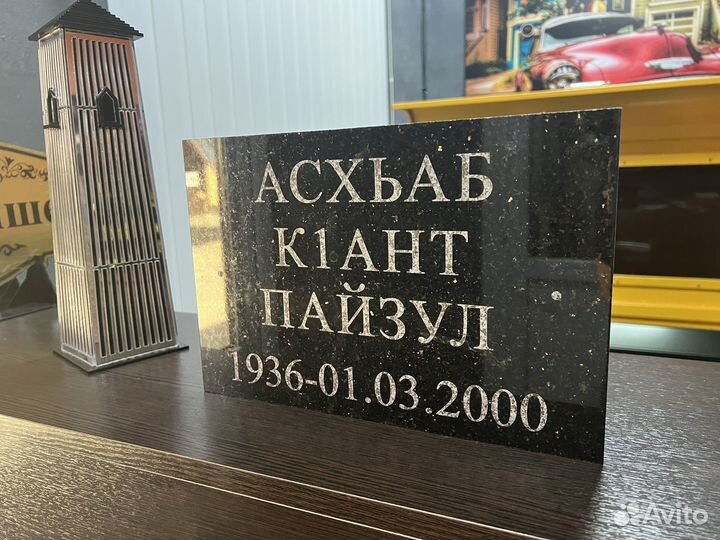 АСХЬАБ
К1АНТ
ПАЙЗУЛ
1936-01.03.2000
Avito